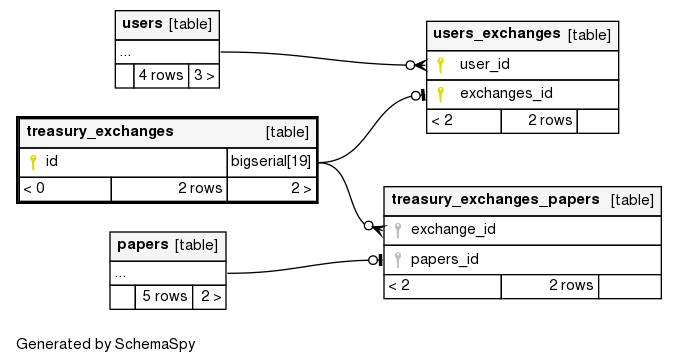 users [table]
...
4 rows 3 >
users_exchanges [table]
user_id
exchanges_id
< 2 2 rows
treasury_exchanges [table]
id bigserial[19]
< 0 2 rows 2 >
treasury_exchanges_papers [table]
exchange_id
papers_id
< 2 2 rows
papers [table]
...
5 rows 2 >
Generated by SchemaSpy